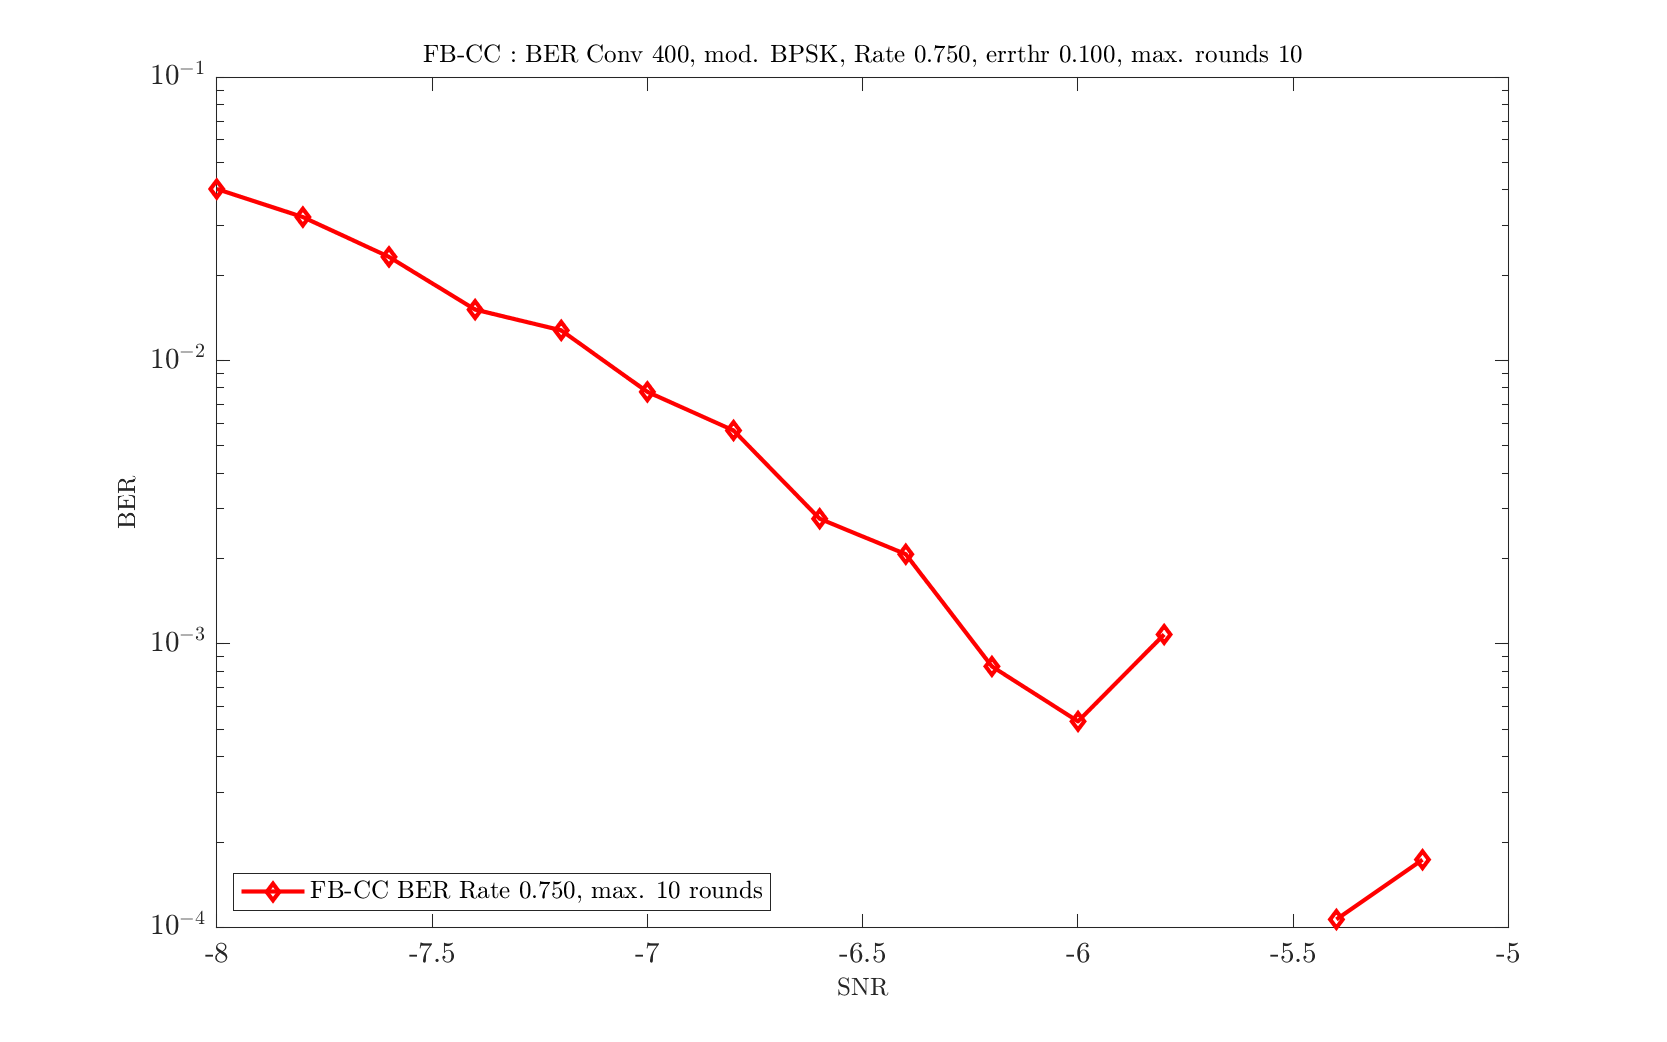 FB-CC : BER Conv 400, mod. BPSK, Rate 0.750, errthr 0.100, max. rounds 10
10^{-1}
10^{-2}
10^{-3}
10^{-4}
BER
FB-CC BER Rate 0.750, max. 10 rounds
-8 -7.5 -7 -6.5 -6 -5.5 -5
SNR